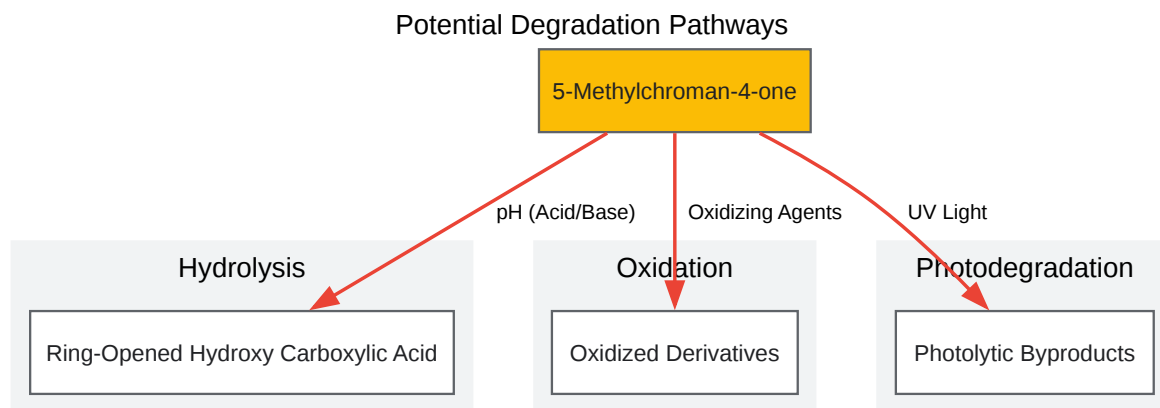 Potential Degradation Pathways
5-Methylchroman-4-one
pH (Acid/Base)
Oxidizing Agents
UV Light
Hydrolysis
Oxidation
Photodegradation
Ring-Opened Hydroxy Carboxylic Acid
Oxidized Derivatives
Photolytic Byproducts